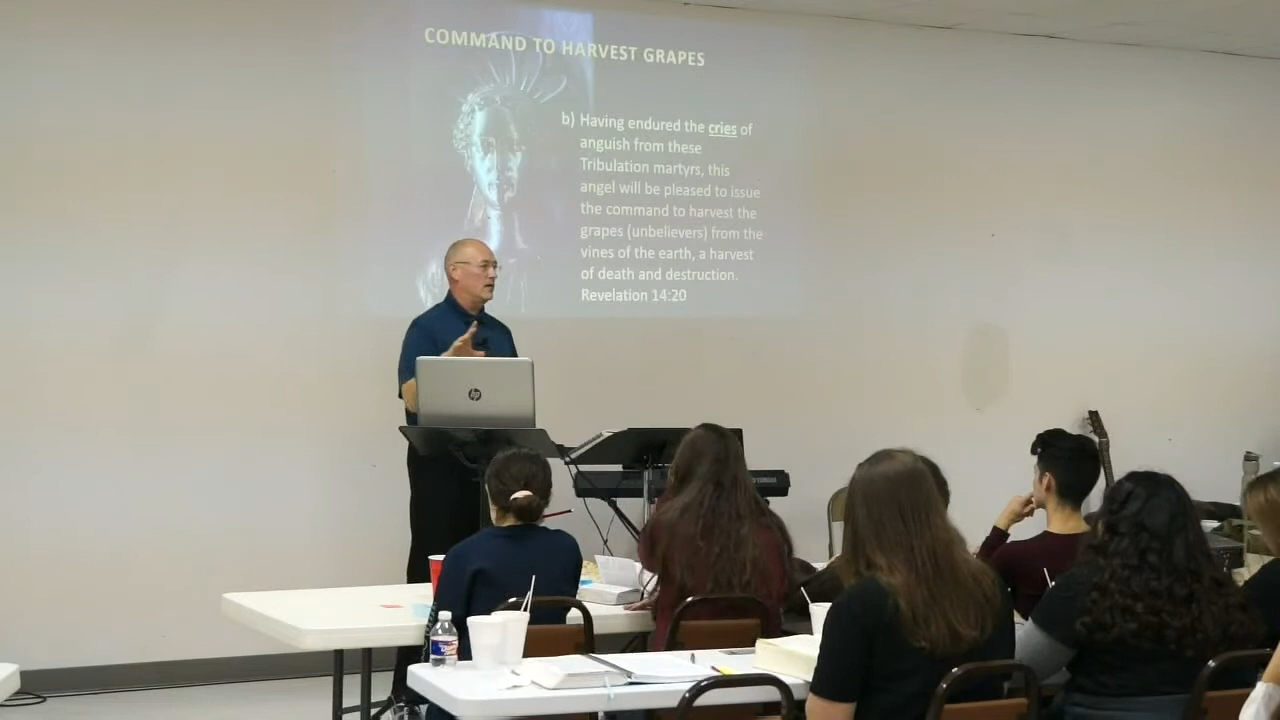 COMMAND TO HARVEST GRAPES
b) Having endured the cries of
anguish from these
Tribulation martyrs, this
angel will be pleased to issue
the command to harvest the
grapes (unbelievers) from the
vines of the earth, a harvest
of death and destruction.
Revelation 14:20
hp